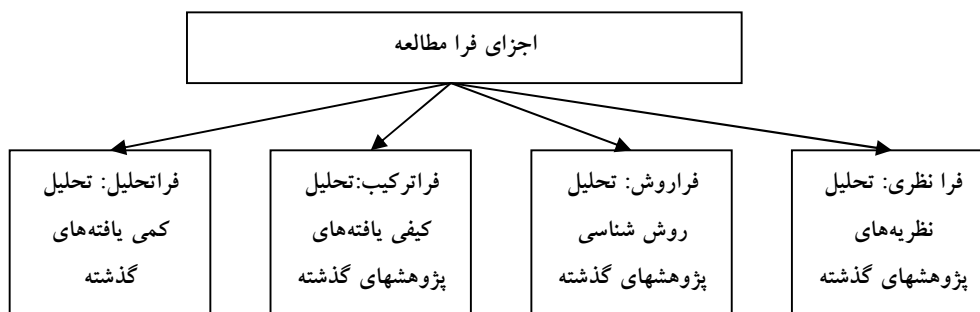 اجزای فرا مطالعه
فرا نظری: تحلیل
نظریه‌های
پژوهشهای گذشته
فراروش: تحلیل
روش شناسی
پژوهشهای گذشته
فراترکیب:تحلیل
کیفی یافته‌های
پژوهشهای گذشته
فراتحلیل: تحلیل
کمی یافته‌های
گذشته